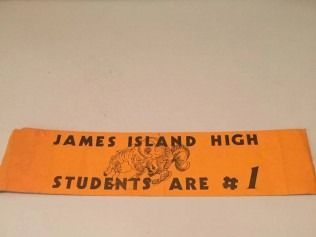 JAMES ISLAND HIGH
STUDENTS ARE # 1